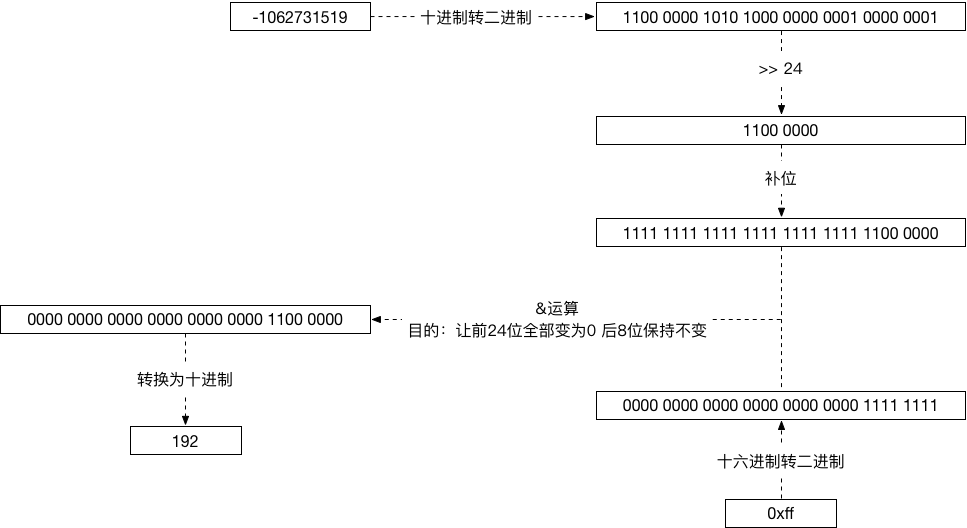 -1062731519
十进制转二进制
1100 0000 1010 1000 0000 0001 0000 0001
>> 24
1100 0000
补位
1111 1111 1111 1111 1111 1111 1100 0000
&运算
目的：让前24位全部变为0 后8位保持不变
0000 0000 0000 0000 0000 0000 1100 0000
转换为十进制
192
0000 0000 0000 0000 0000 0000 1111 1111
十六进制转二进制
0xff